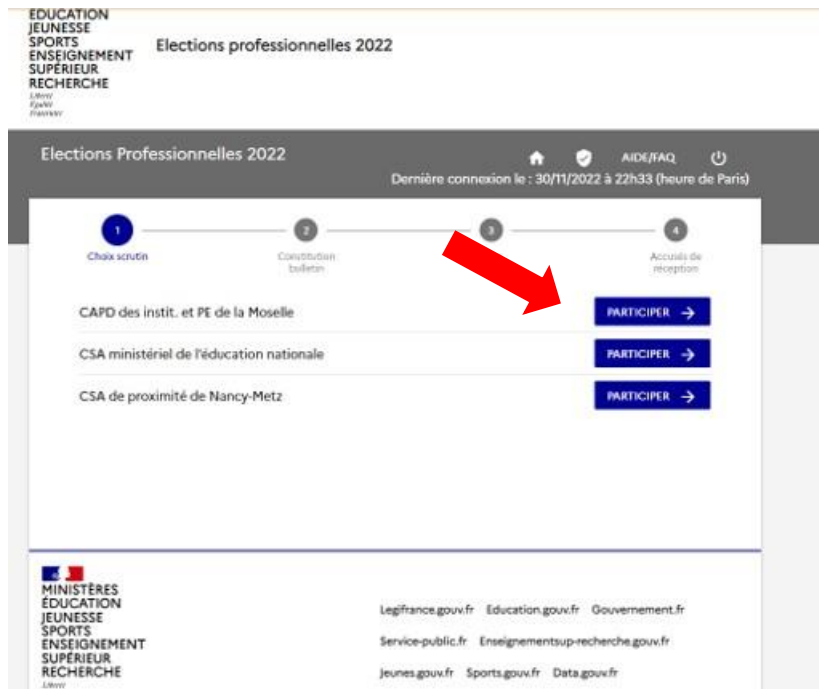 EDUCATION
JEUNESSE
SPORTS
ENSEIGNEMENT
SUPÉRIEUR
RECHERCHE
Liberté
Égalité
Fraternité
Elections professionnelles 2022
Elections Professionnelles 2022
AIDE/FAQ
Dernière connexion le : 30/11/2022 à 22h33 (heure de Paris)
1
2
3
4
Choix scrutin
Constitution
bulletin
Accusés de
réception
CAPD des instit. et PE de la Moselle
PARTICIPER →
CSA ministériel de l'éducation nationale
PARTICIPER →
CSA de proximité de Nancy-Metz
PARTICIPER →
MINISTÈRES
ÉDUCATION
JEUNESSE
SPORTS
ENSEIGNEMENT
SUPÉRIEUR
RECHERCHE
Liberté
Legifrance.gouv.fr Education.gouv.fr Gouvernement.fr
Service-public.fr Enseignementsup-recherche.gouv.fr
Jeunes.gouv.fr Sports.gouv.fr Data.gouv.fr